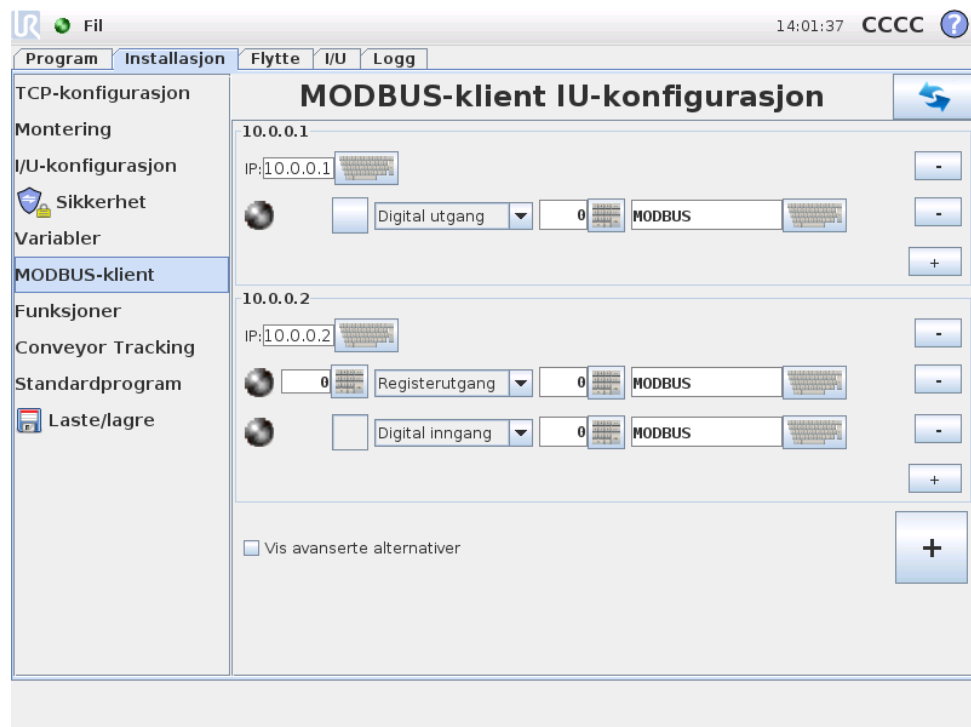 UR Fil 14:01:37 CCCC ?
Program Installasjon Flytte I/U Logg
TCP-konfigurasjon
Montering
I/U-konfigurasjon
Sikkerhet
Variabler
MODBUS-klient
Funksjoner
Conveyor Tracking
Standardprogram
Laste/lagre
MODBUS-klient IU-konfigurasjon
10.0.0.1
IP: 10.0.0.1 -
Digital utgang 0 MODBUS -
+
10.0.0.2
IP: 10.0.0.2 -
0 Registerutgang 0 MODBUS -
Digital inngang 0 MODBUS -
+
Vis avanserte alternativer +